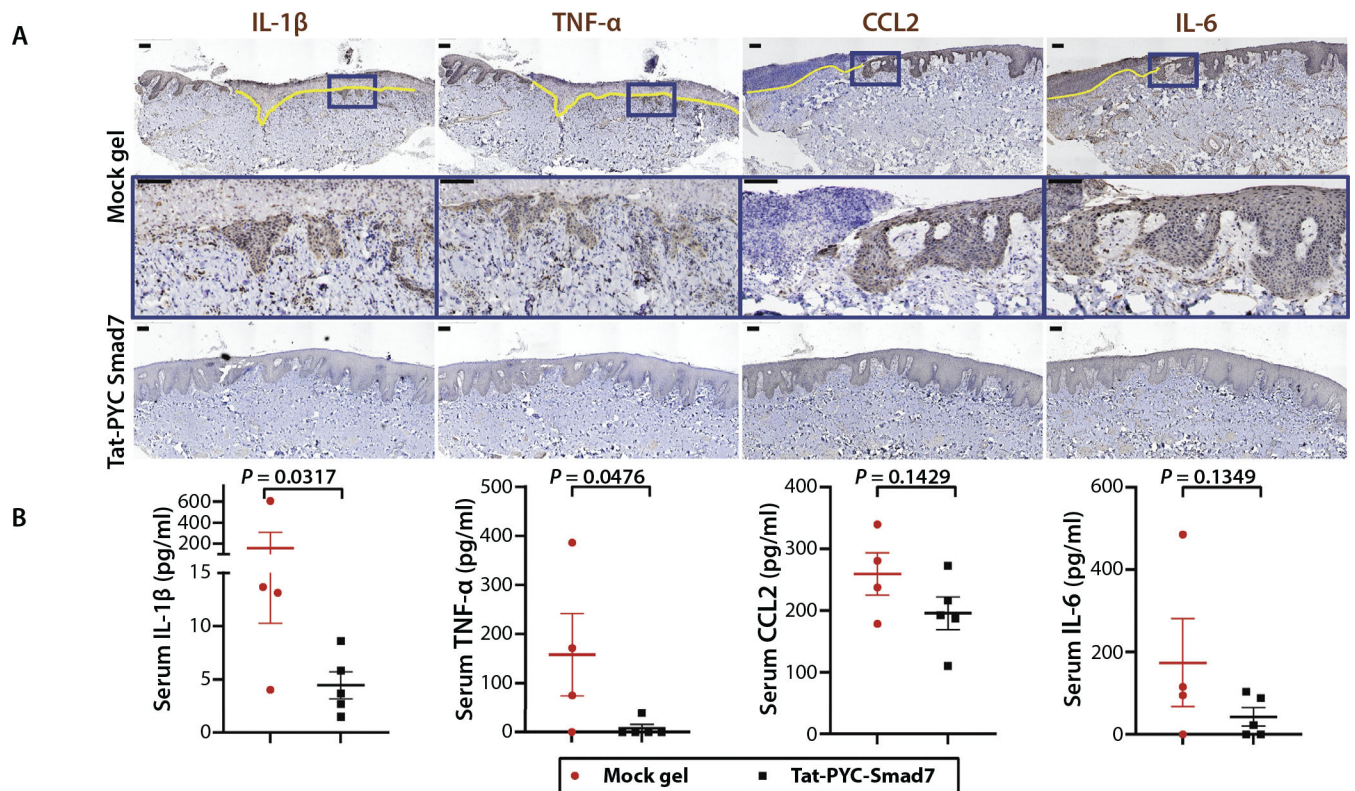 A
IL-1β TNF-α CCL2 IL-6
Mock gel
Tat-PYC Smad7
B
P = 0.0317
Serum IL-1β (pg/ml)
600
400
200
15
10
5
0
P = 0.0476
Serum TNF-α (pg/ml)
500
400
300
200
100
0
P = 0.1429
Serum CCL2 (pg/ml)
400
300
200
100
0
P = 0.1349
Serum IL-6 (pg/ml)
600
400
200
0
Mock gel Tat-PYC-Smad7